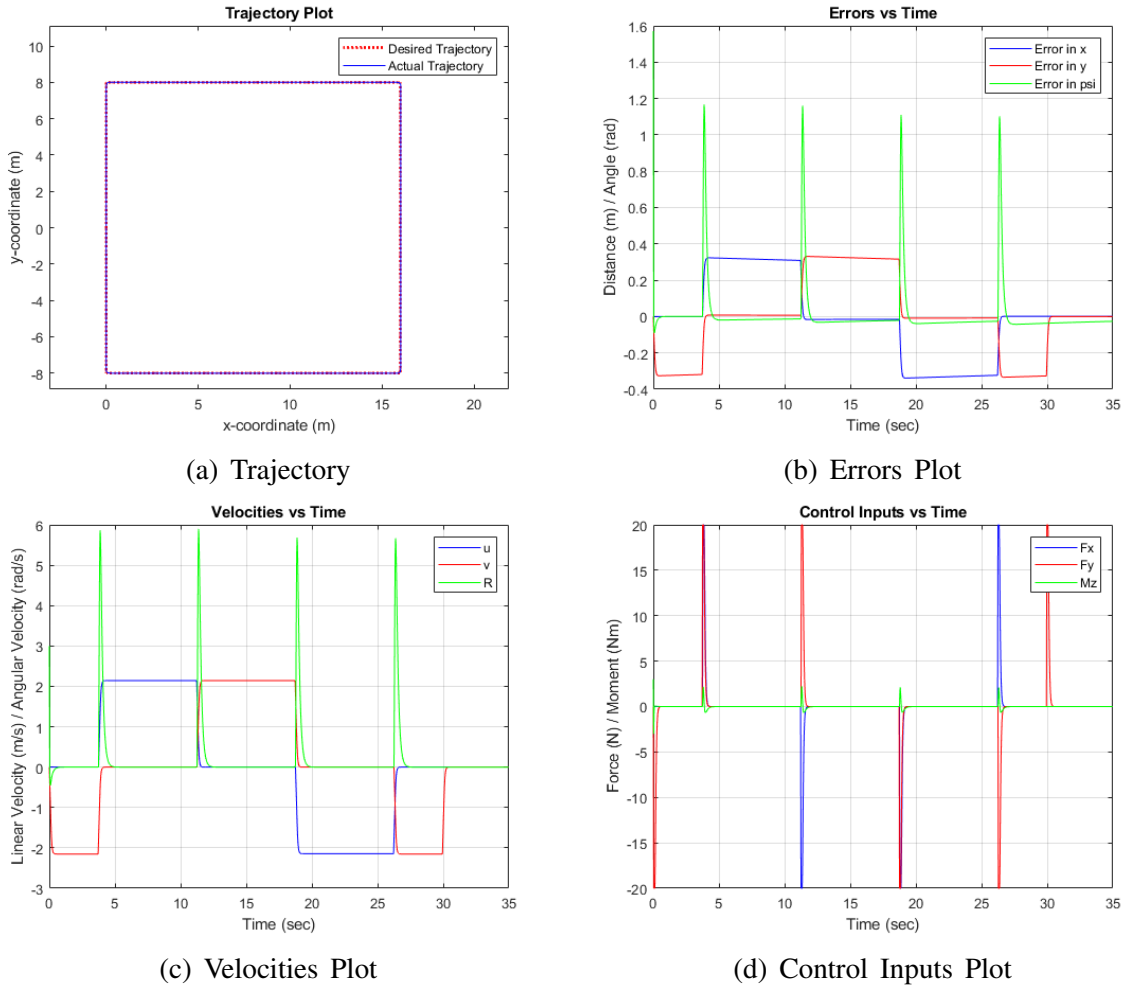 Trajectory Plot
Desired Trajectory
Actual Trajectory
10
8
6
4
2
0
-2
-4
-6
-8
y-coordinate (m)
0
5
10
15
20
x-coordinate (m)
(a) Trajectory
Errors vs Time
Error in x
Error in y
Error in psi
1.6
1.4
1.2
1
0.8
0.6
0.4
0.2
0
-0.2
-0.4
Distance (m) / Angle (rad)
0
5
10
15
20
25
30
35
Time (sec)
(b) Errors Plot
Velocities vs Time
u
v
R
6
5
4
3
2
1
0
-1
-2
-3
Linear Velocity (m/s) / Angular Velocity (rad/s)
0
5
10
15
20
25
30
35
Time (sec)
(c) Velocities Plot
Control Inputs vs Time
Fx
Fy
Mz
20
15
10
5
0
-5
-10
-15
-20
Force (N) / Moment (Nm)
0
5
10
15
20
25
30
35
Time (sec)
(d) Control Inputs Plot